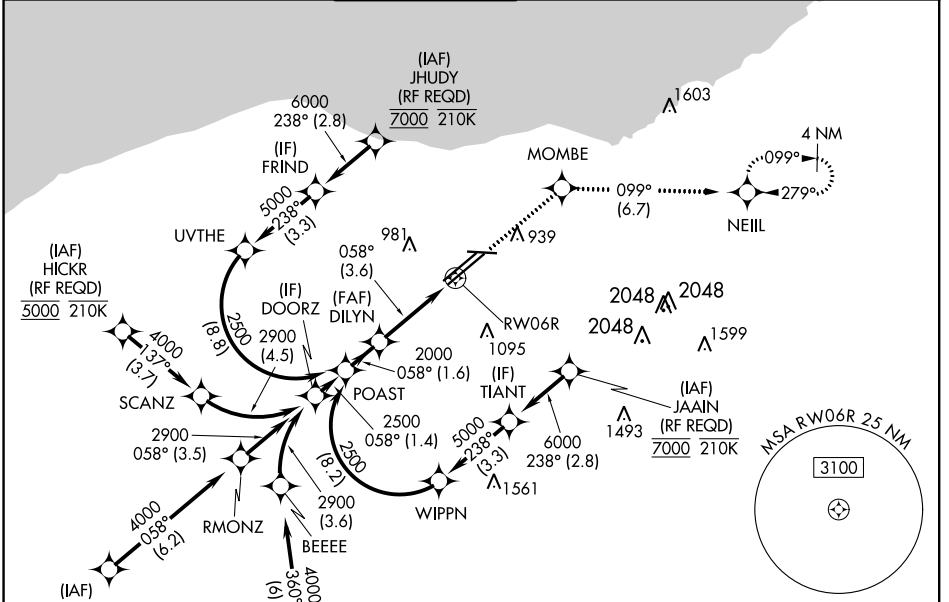 (IAF)
JHUDY
(RF REQD)
7000 210K
6000
238° (2.8)
(IF)
FRIND
5000
238°
(3.3)
UVTHE
1603
4 NM
MOMBE
099°
279°
099°
(6.7)
NEIIL
981
939
058°
(3.6)
(IAF)
HICKR
(RF REQD)
5000 210K
4000
137°
(3.7)
SCANZ
2500
(8.8)
(IF)
DOORZ
2900
(4.5)
(FAF)
DILYN
RW06R
1095
2048
2048
2048
1599
2000
058° (1.6)
POAST
2500
058° (1.4)
(IF)
TIANT
5000
238°
(3.3)
6000
238° (2.8)
(IAF)
JAAIN
(RF REQD)
7000 210K
1493
1561
WIPPN
2500
(8.2)
2900
058° (3.5)
RMONZ
2900
(3.6)
BEEEE
4000
058°
(6.2)
(IAF)
4000
360°
(6)
MSA RW06R 25 NM
3100